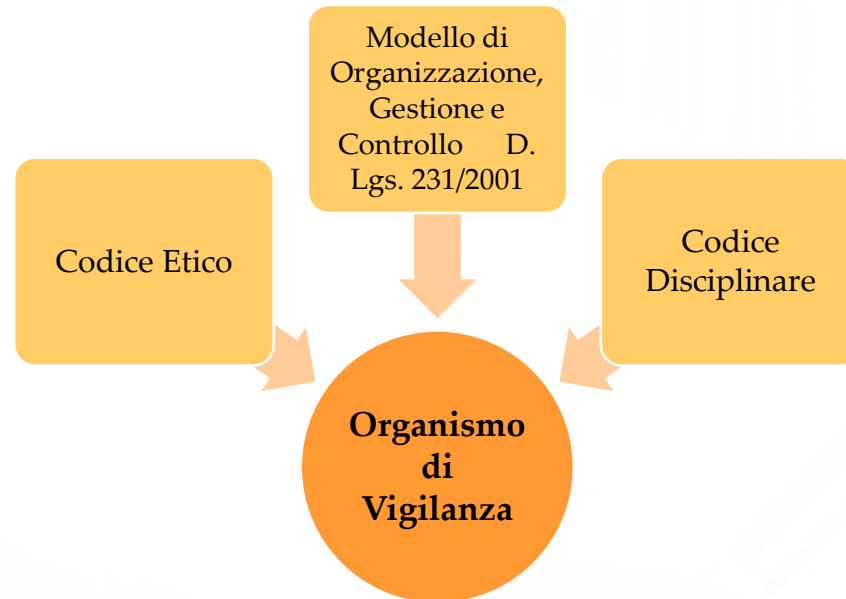 Modello di
Organizzazione,
Gestione e
Controllo D.
Lgs. 231/2001
Codice Etico
Codice
Disciplinare
Organismo
di
Vigilanza